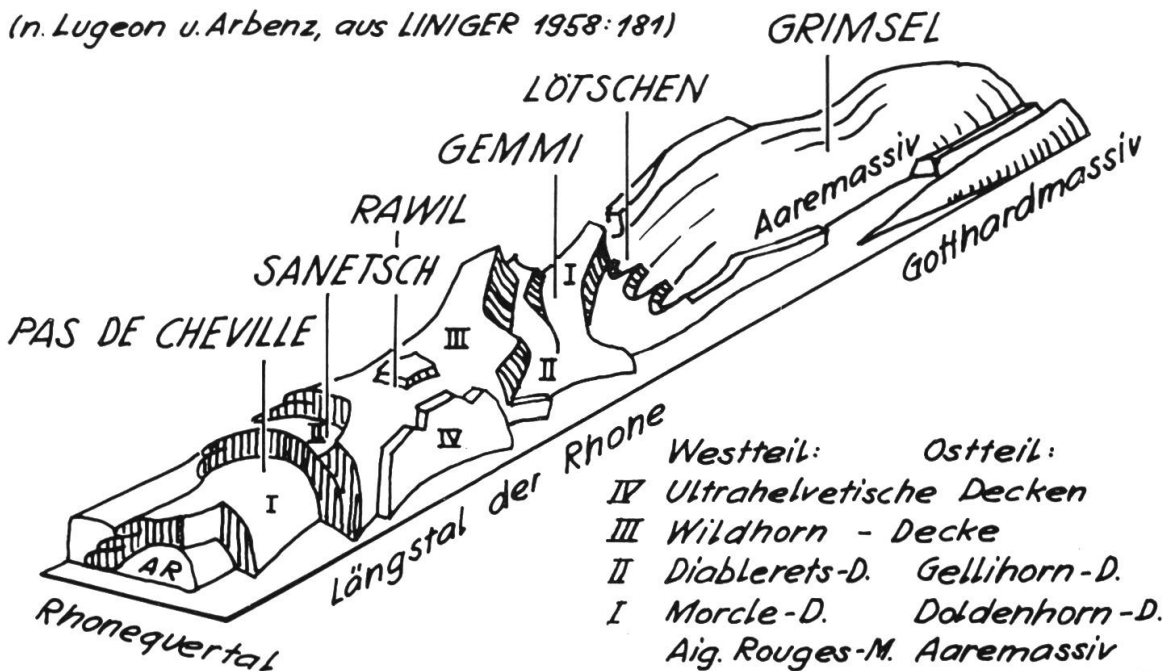 (n. Lugeon u. Arbenz, aus LINIGER 1958:181)
GRIMSEL
LÖTSCHEN
GEMMI
RAWIL
SANETSCH
PAS DE CHEVILLE
Aaremassiv
Gotthardmassiv
I
III
II
II
IV
I
AR
Längstal der Rhone
Rhonequertal
Westteil: Ostteil:
IV Ultrahelvetische Decken
III Wildhorn - Decke
II Diablerets-D. Gellihorn-D.
I Morcle-D. Doldenhorn-D.
Aig. Rouges-M. Aaremassiv